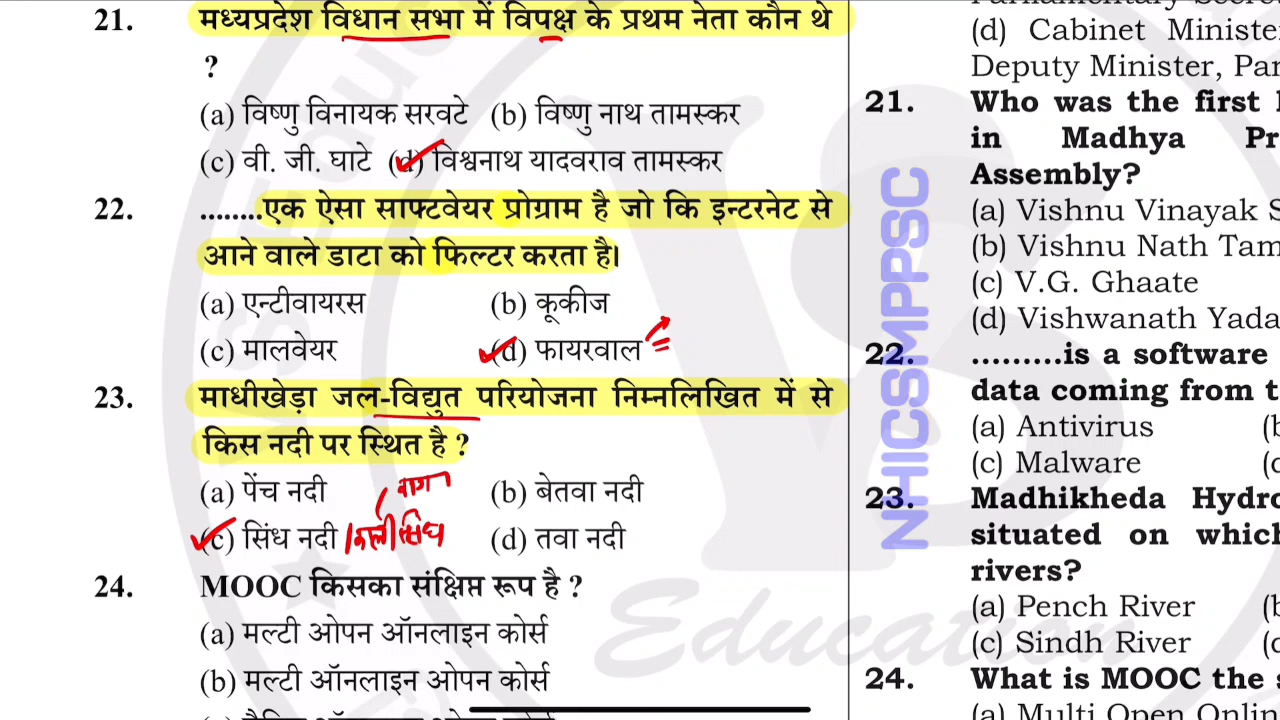 21. मध्यप्रदेश विधान सभा में विपक्ष के प्रथम नेता कौन थे
?
(a) विष्णु विनायक सरवटे (b) विष्णु नाथ तामस्कर
(c) वी. जी. घाटे (d) विश्वनाथ यादवराव तामस्कर
22. ........एक ऐसा साफ्टवेयर प्रोग्राम है जो कि इन्टरनेट से
आने वाले डाटा को फिल्टर करता है।
(a) एन्टीवायरस (b) कूकीज
(c) मालवेयर (d) फायरवाल
23. माधीखेड़ा जल-विद्युत परियोजना निम्नलिखित में से
किस नदी पर स्थित है ?
(a) पेंच नदी (b) बेतवा नदी
(c) सिंध नदी (d) तवा नदी
24. MOOC किसका संक्षिप्त रूप है ?
(a) मल्टी ओपन ऑनलाइन कोर्स
(b) मल्टी ऑनलाइन ओपन कोर्स
NHICSMPPSC
Education
(d) Cabinet Ministe
Deputy Minister, Par
21. Who was the first
in Madhya Pr
Assembly?
(a) Vishnu Vinayak S
(b) Vishnu Nath Tam
(c) V.G. Ghaate
(d) Vishwanath Yada
22. .........is a software
data coming from t
(a) Antivirus
(c) Malware
23. Madhikheda Hydro
situated on which
rivers?
(a) Pench River
(c) Sindh River
24. What is MOOC the s
(a) Multi Open Onlin